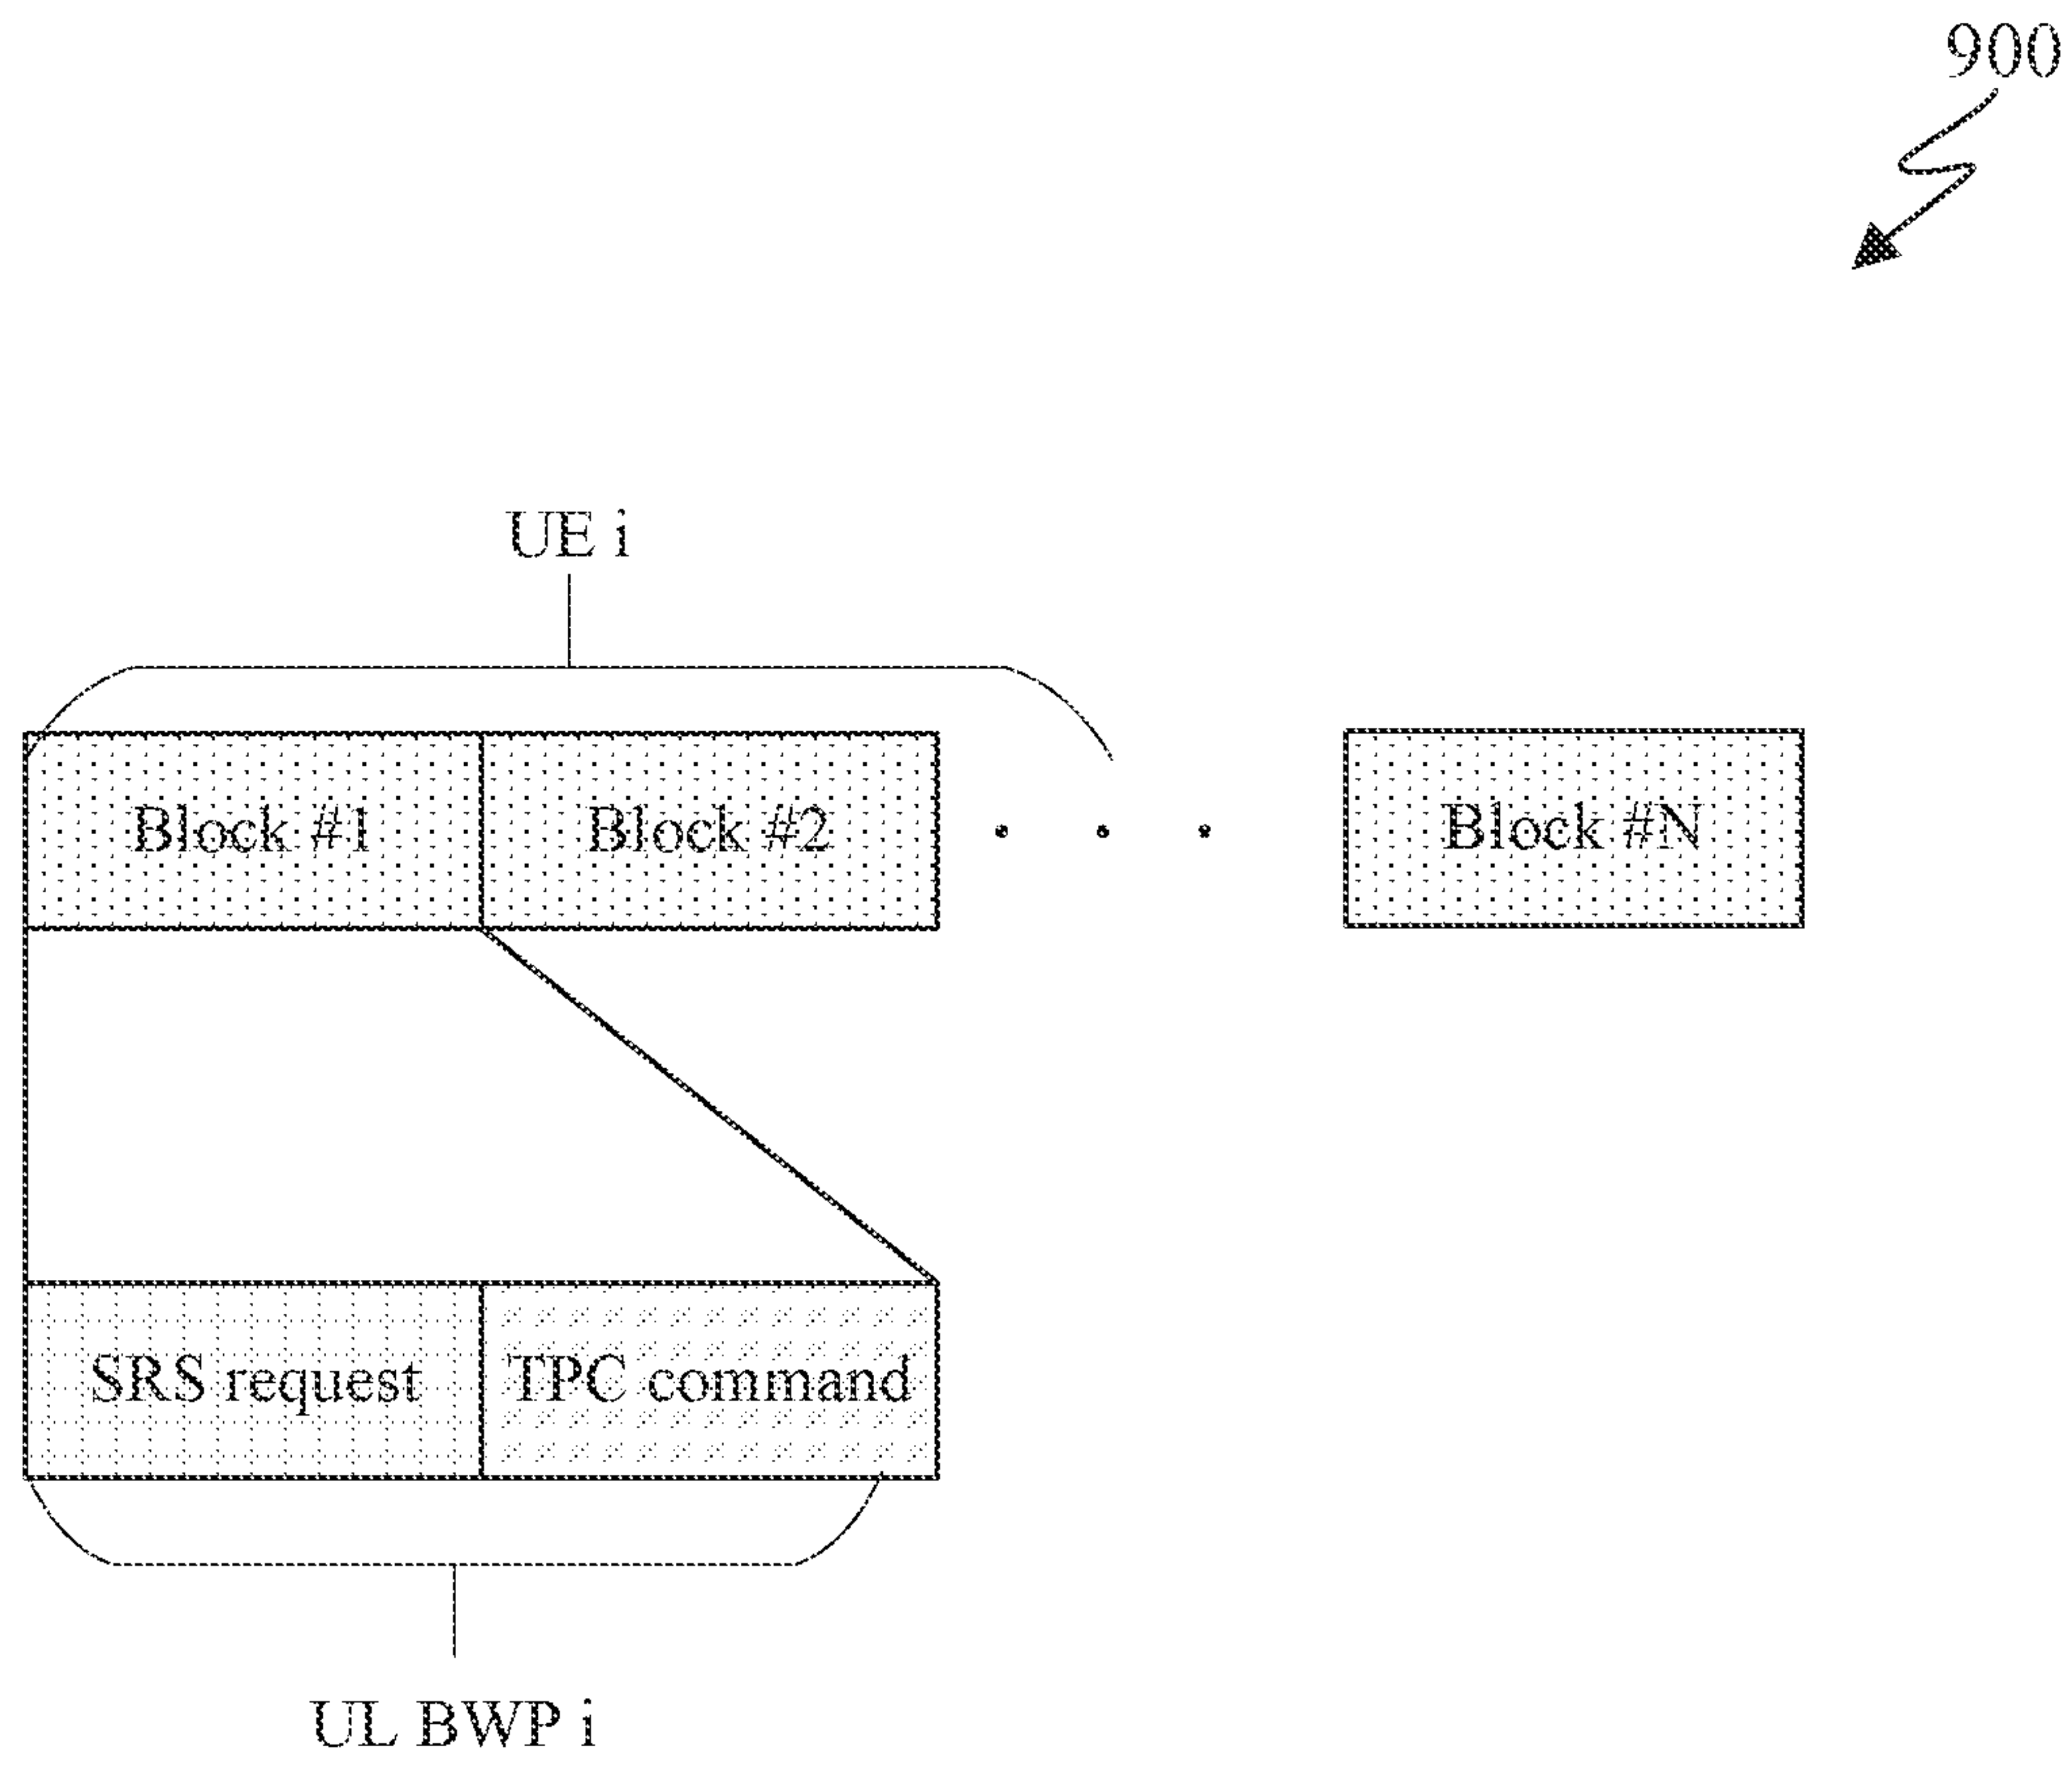 900
UE i
Block #1 Block #2 . . . Block #N
SRS request TPC command
UL BWP i